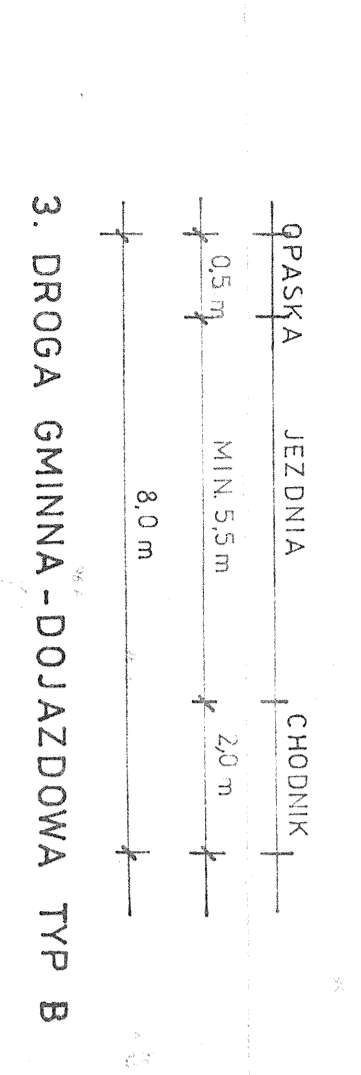 OPASKA JEZDNIA CHODNIK
0,5 m MIN. 5,5 m 2,0 m
8,0 m
3. DROGA GMINNA - DOJAZDOWA TYP B